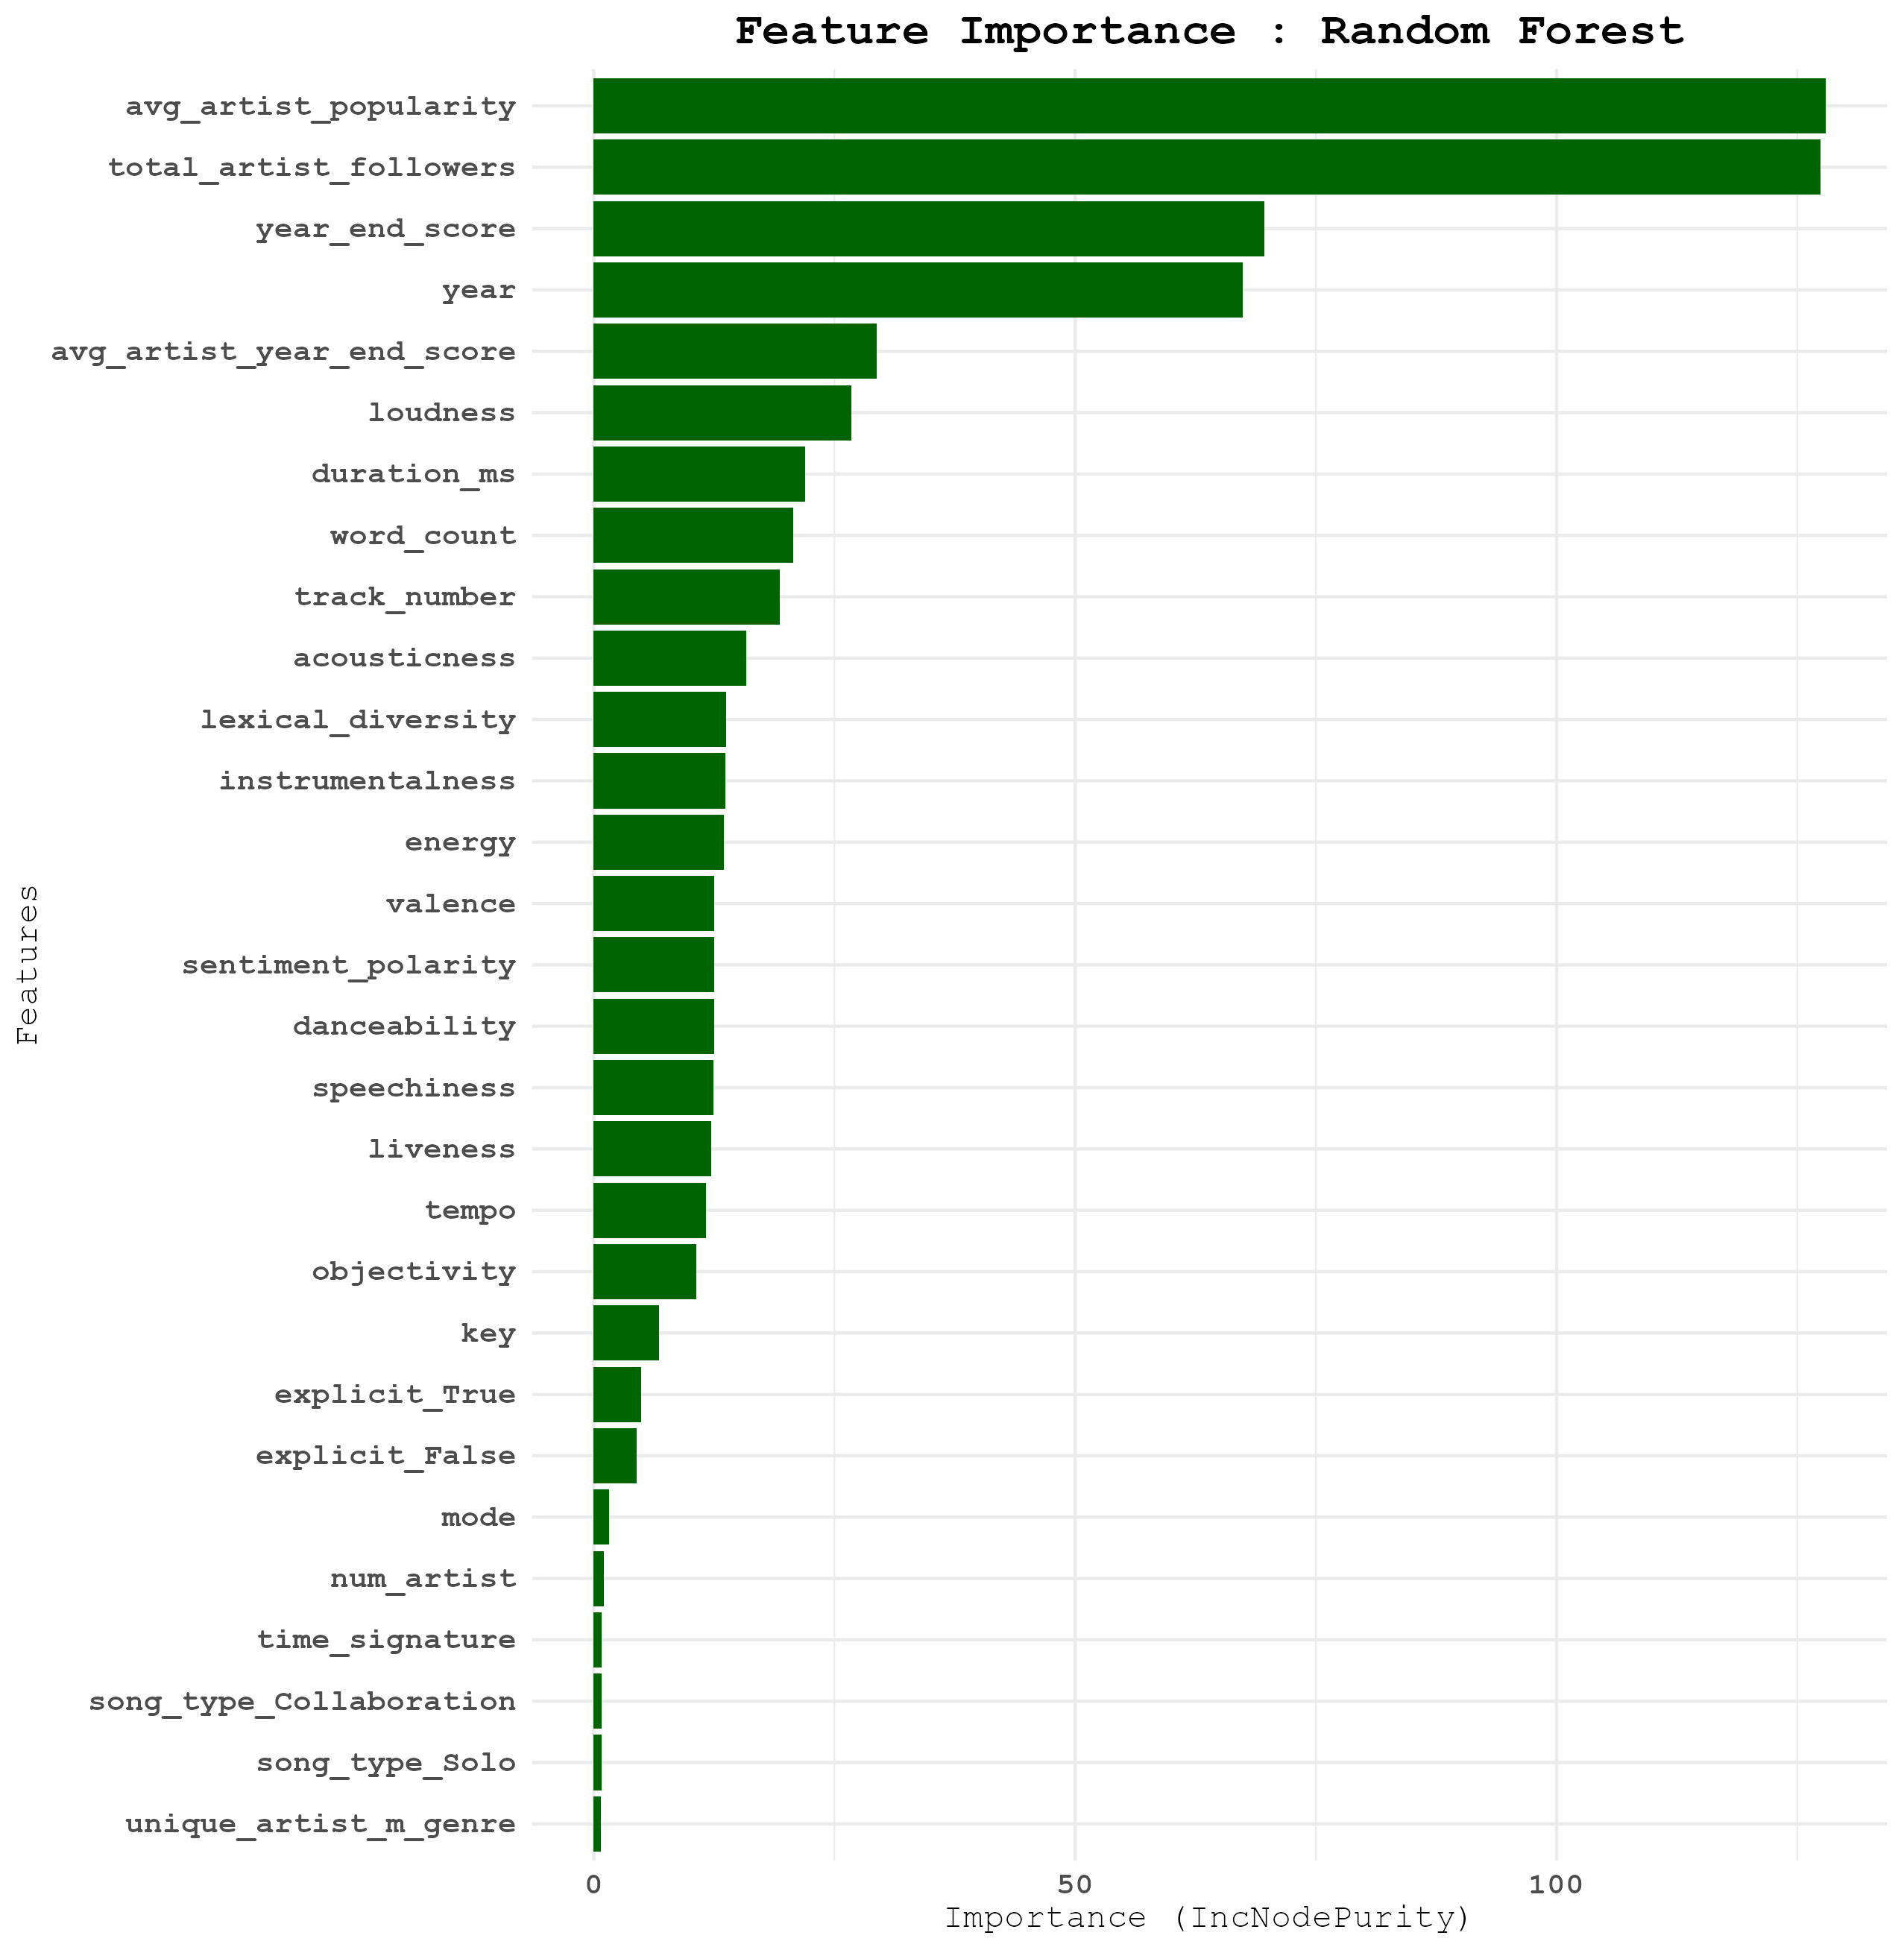 Feature Importance : Random Forest
avg_artist_popularity
total_artist_followers
year_end_score
year
avg_artist_year_end_score
loudness
duration_ms
word_count
track_number
acousticness
lexical_diversity
instrumentalness
energy
valence
sentiment_polarity
danceability
speechiness
liveness
tempo
objectivity
key
explicit_True
explicit_False
mode
num_artist
time_signature
song_type_Collaboration
song_type_Solo
unique_artist_m_genre
Features
0 50 100
Importance (IncNodePurity)